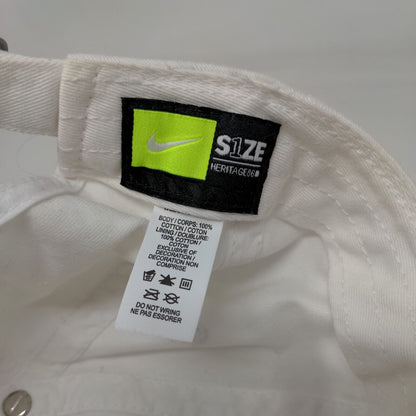 S1ZE
HERITAGE86®
BODY / CORPS: 100%
COTTON / COTON
LINING / DOUBLURE:
100% COTTON /
COTON
EXCLUSIVE OF
DECORATION /
DECORATION NON
COMPRISE
DO NOT WRING
NE PAS ESSORER